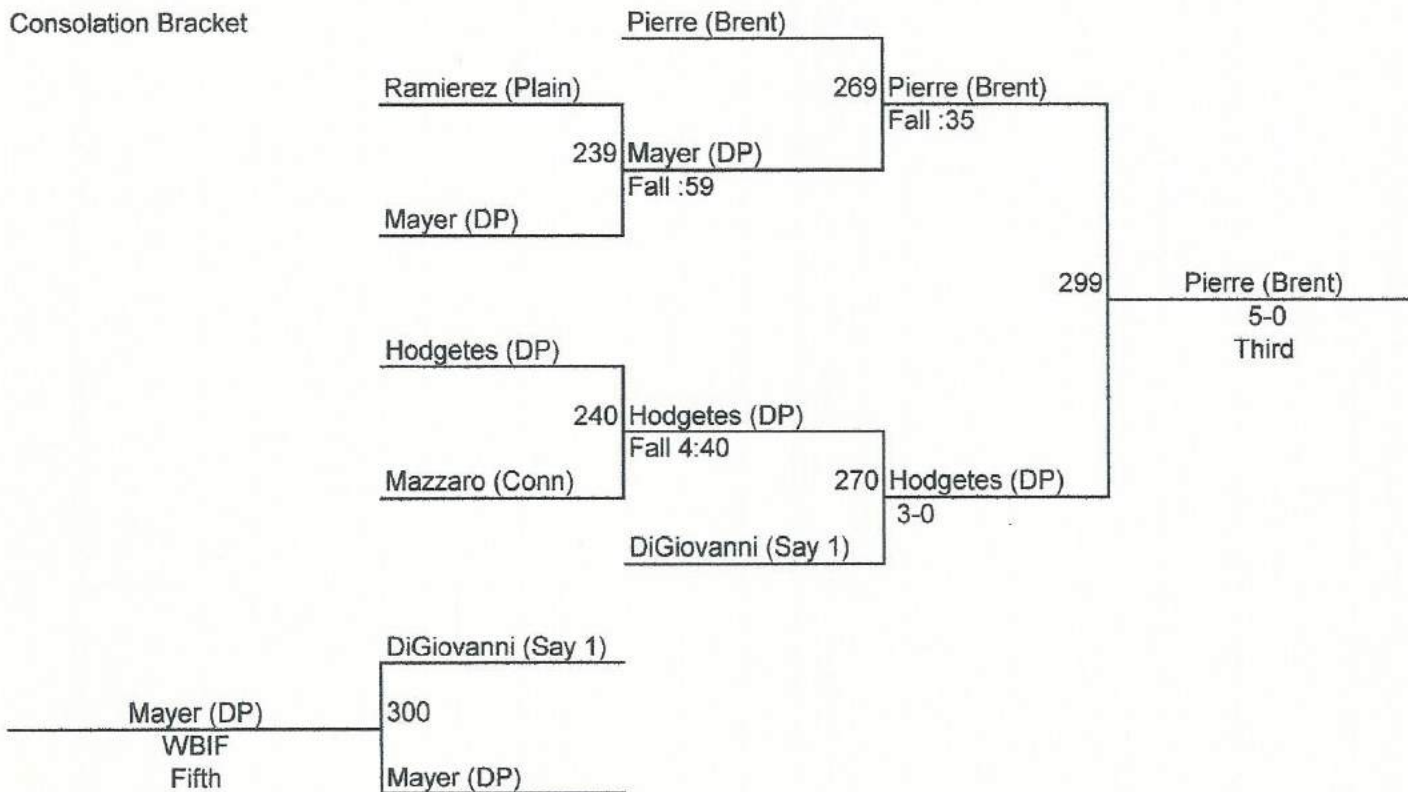 Consolation Bracket
Pierre (Brent)
Ramierez (Plain)
269 Pierre (Brent)
Fall :35
239 Mayer (DP)
Fall :59
Mayer (DP)
299 Pierre (Brent)
5-0
Third
Hodgetes (DP)
240 Hodgetes (DP)
Fall 4:40
Mazzaro (Conn)
270 Hodgetes (DP)
3-0
DiGiovanni (Say 1)
DiGiovanni (Say 1)
Mayer (DP) 300
WBIF
Fifth
Mayer (DP)